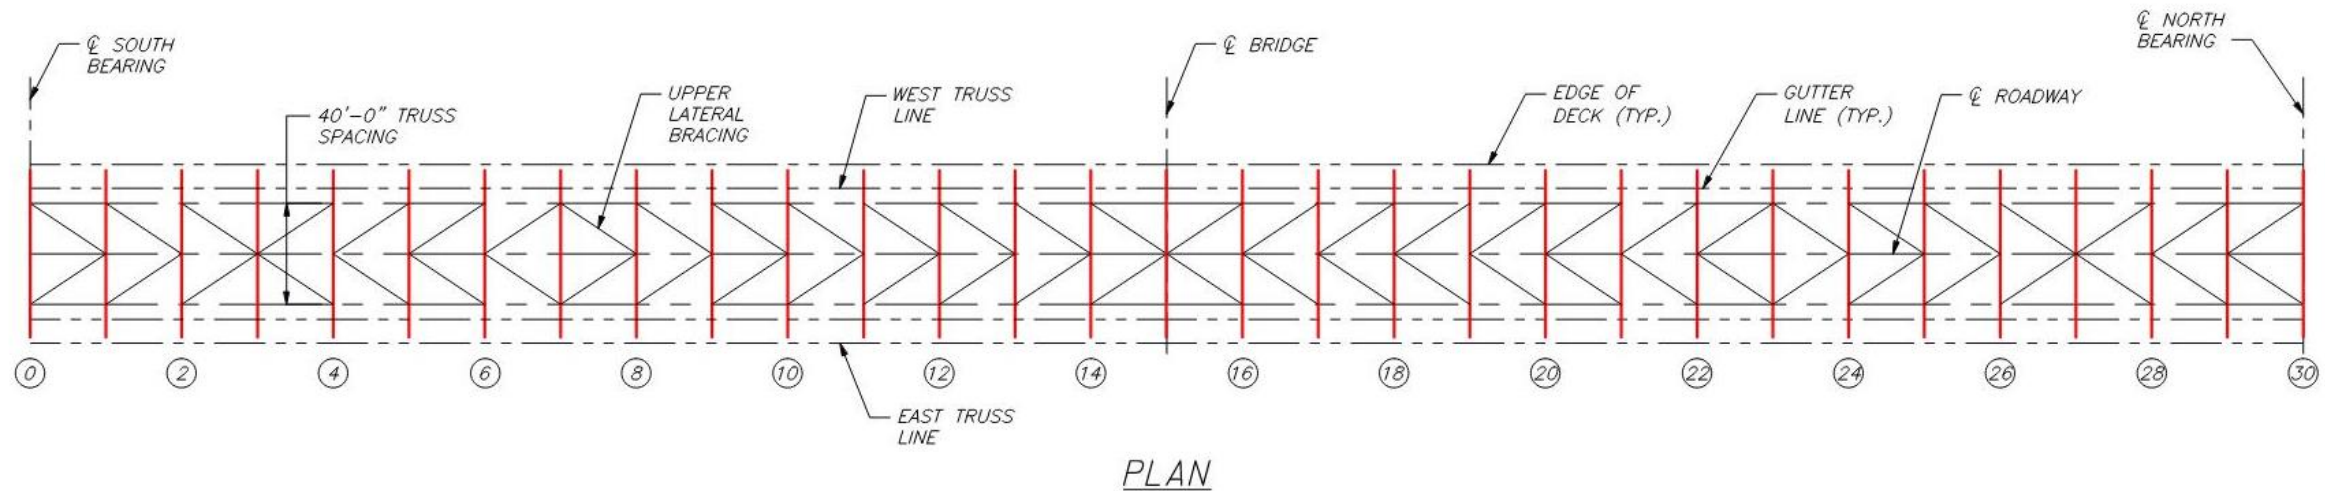 ℄ SOUTH
BEARING
40'-0" TRUSS
SPACING
UPPER
LATERAL
BRACING
WEST TRUSS
LINE
℄ BRIDGE
EDGE OF
DECK (TYP.)
GUTTER
LINE (TYP.)
℄ ROADWAY
℄ NORTH
BEARING
0 2 4 6 8 10 12 14 16 18 20 22 24 26 28 30
EAST TRUSS
LINE
PLAN